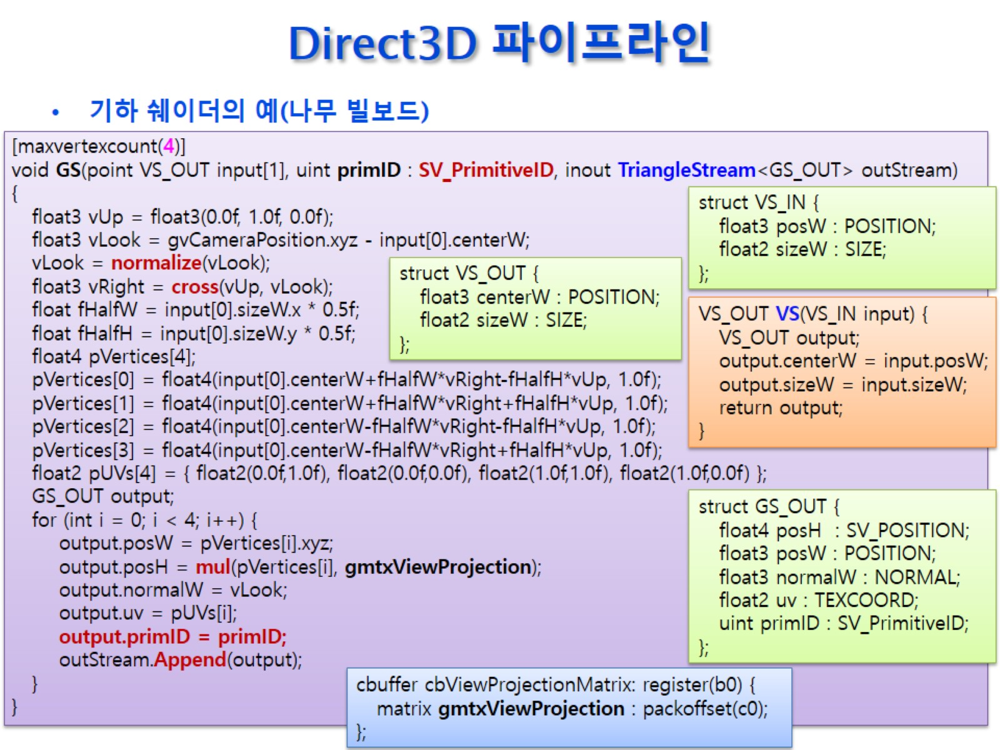 Direct3D 파이프라인
• 기하 쉐이더의 예(나무 빌보드)
[maxvertexcount(4)]
void GS(point VS_OUT input[1], uint primID : SV_PrimitiveID, inout TriangleStream<GS_OUT> outStream)
{
float3 vUp = float3(0.0f, 1.0f, 0.0f);
float3 vLook = gvCameraPosition.xyz - input[0].centerW;
vLook = normalize(vLook);
float3 vRight = cross(vUp, vLook);
float fHalfW = input[0].sizeW.x * 0.5f;
float fHalfH = input[0].sizeW.y * 0.5f;
float4 pVertices[4];
pVertices[0] = float4(input[0].centerW+fHalfW*vRight-fHalfH*vUp, 1.0f);
pVertices[1] = float4(input[0].centerW+fHalfW*vRight+fHalfH*vUp, 1.0f);
pVertices[2] = float4(input[0].centerW-fHalfW*vRight-fHalfH*vUp, 1.0f);
pVertices[3] = float4(input[0].centerW-fHalfW*vRight+fHalfH*vUp, 1.0f);
float2 pUVs[4] = { float2(0.0f,1.0f), float2(0.0f,0.0f), float2(1.0f,1.0f), float2(1.0f,0.0f) };
GS_OUT output;
for (int i = 0; i < 4; i++) {
output.posW = pVertices[i].xyz;
output.posH = mul(pVertices[i], gmtxViewProjection);
output.normalW = vLook;
output.uv = pUVs[i];
output.primID = primID;
outStream.Append(output);
}
}
struct VS_OUT {
float3 centerW : POSITION;
float2 sizeW : SIZE;
};
struct VS_IN {
float3 posW : POSITION;
float2 sizeW : SIZE;
};
VS_OUT VS(VS_IN input) {
VS_OUT output;
output.centerW = input.posW;
output.sizeW = input.sizeW;
return output;
}
struct GS_OUT {
float4 posH : SV_POSITION;
float3 posW : POSITION;
float3 normalW : NORMAL;
float2 uv : TEXCOORD;
uint primID : SV_PrimitiveID;
};
cbuffer cbViewProjectionMatrix: register(b0) {
matrix gmtxViewProjection : packoffset(c0);
};